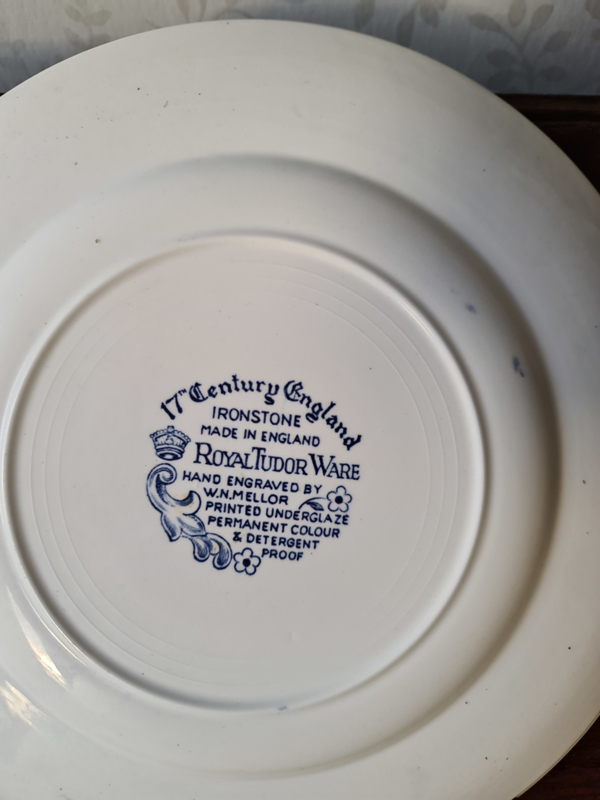 17th Century England
IRONSTONE
MADE IN ENGLAND
ROYAL TUDOR WARE
HAND ENGRAVED BY
W.N.MELLOR
PRINTED UNDERGLAZE
PERMANENT COLOUR
& DETERGENT
PROOF